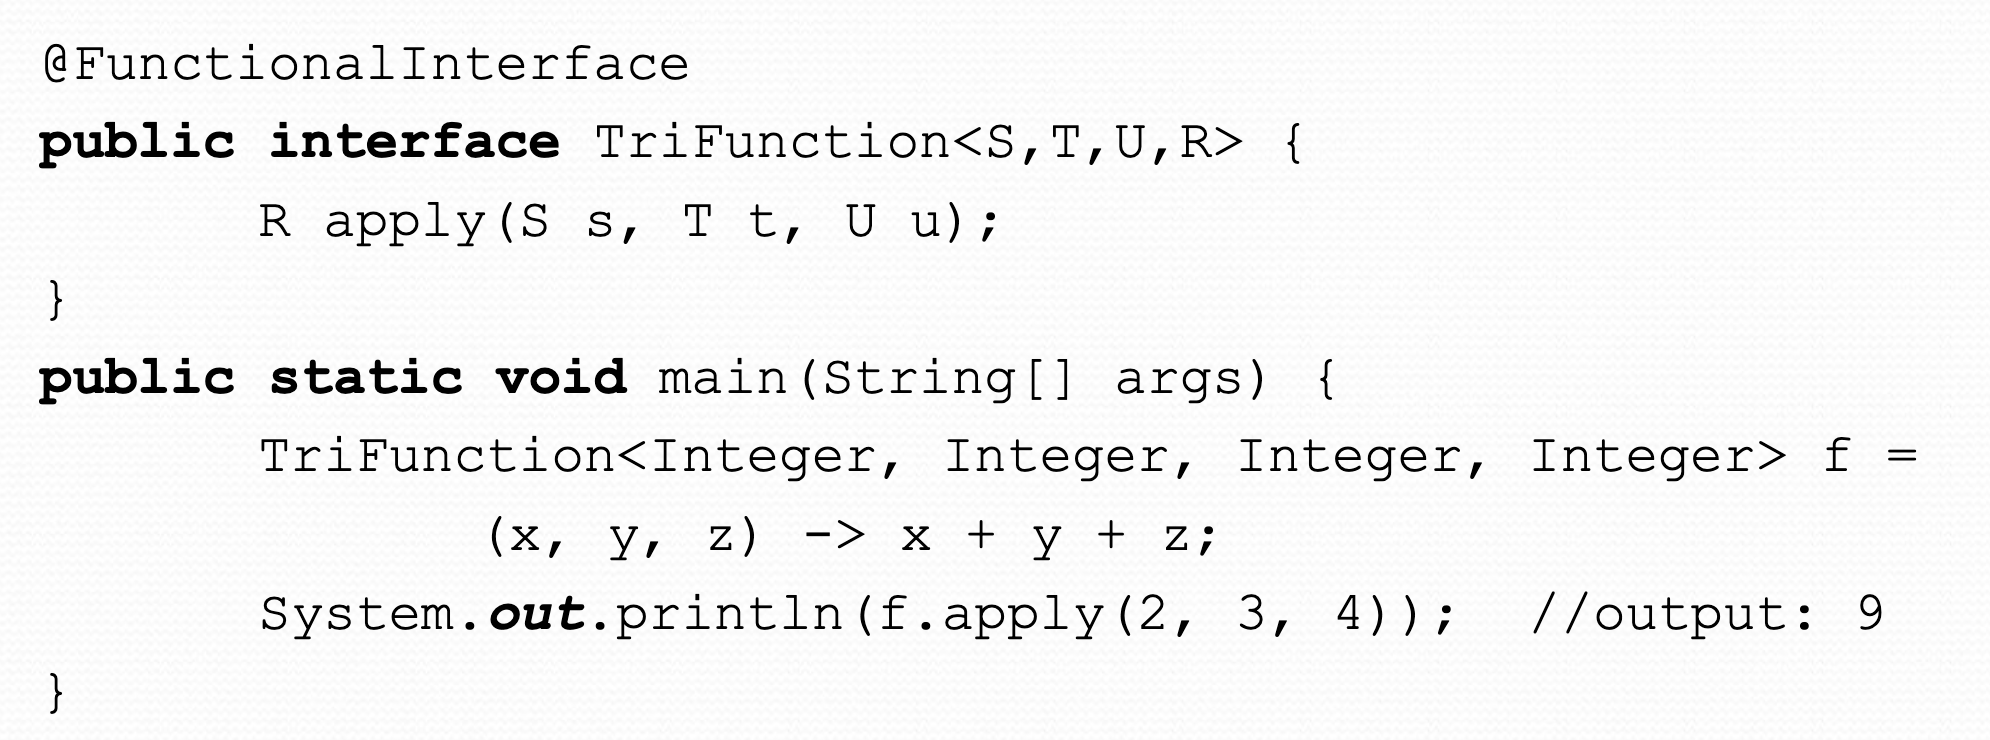 @FunctionalInterface
public interface TriFunction<S,T,U,R> {
R apply(S s, T t, U u);
}
public static void main(String[] args) {
TriFunction<Integer, Integer, Integer, Integer> f =
(x, y, z) -> x + y + z;
System.out.println(f.apply(2, 3, 4)); //output: 9
}